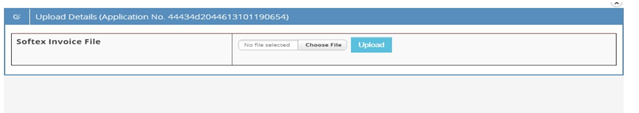 Upload Details (Application No. 44434d2044613101190654)
Softex Invoice File
No file selected Choose File Upload